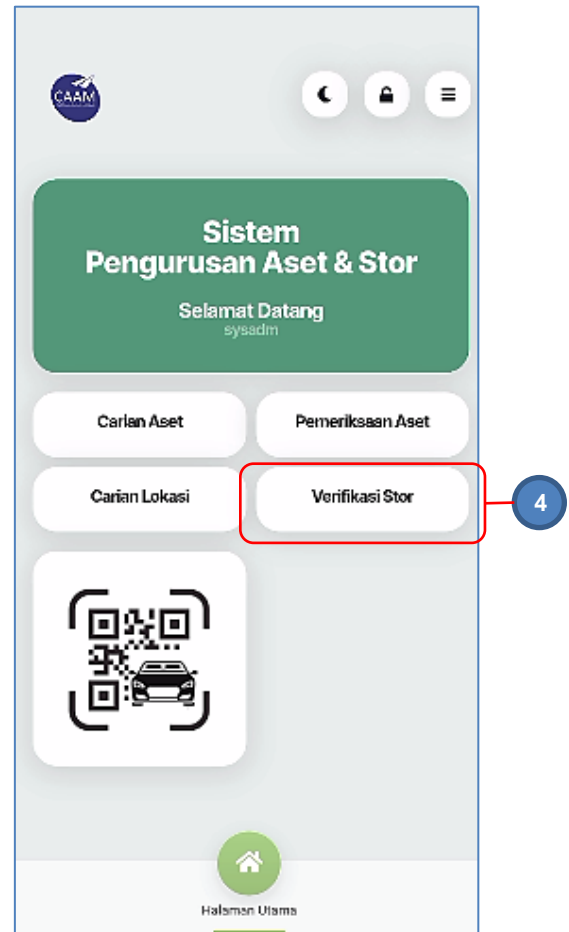 CAAM
Sistem
Pengurusan Aset & Stor
Selamat Datang
sysadm
Carian Aset
Pemeriksaan Aset
Carian Lokasi
Verifikasi Stor
4
Halaman Utama